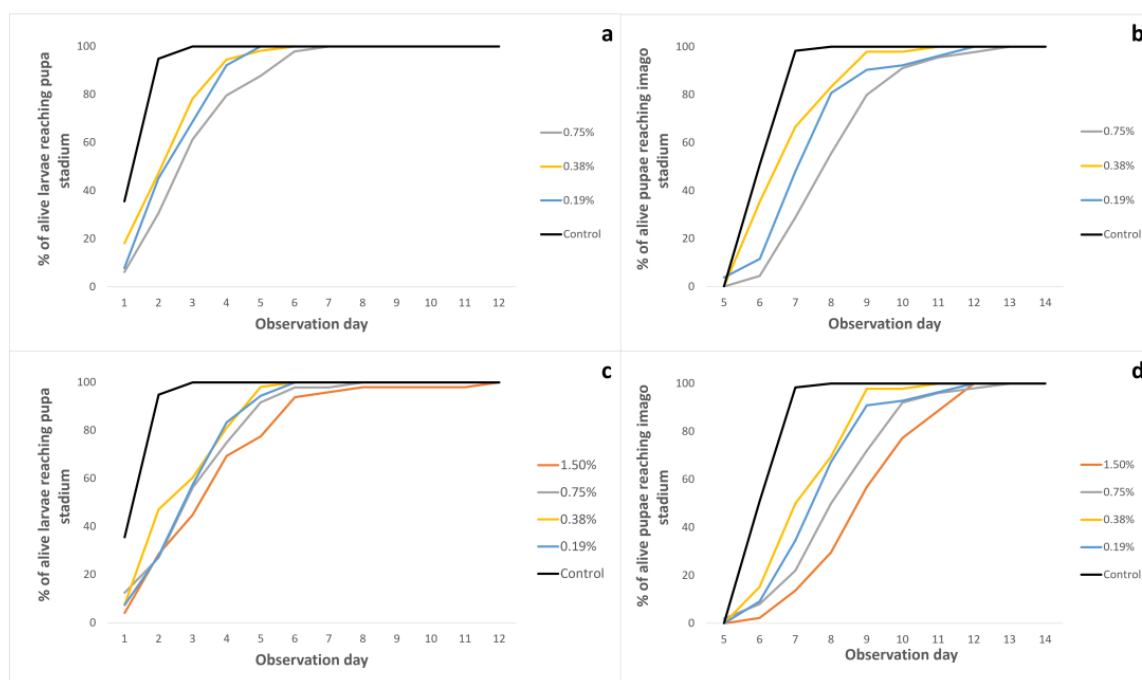 a
% of alive larvae reaching pupa
stadium
100
80
60
40
20
0
1 2 3 4 5 6 7 8 9 10 11 12
Observation day
0.75%
0.38%
0.19%
Control
b
% of alive pupae reaching imago
stadium
100
80
60
40
20
0
5 6 7 8 9 10 11 12 13 14
Observation day
0.75%
0.38%
0.19%
Control
c
% of alive larvae reaching pupa
stadium
100
80
60
40
20
0
1 2 3 4 5 6 7 8 9 10 11 12
Observation day
1.50%
0.75%
0.38%
0.19%
Control
d
% of alive pupae reaching imago
stadium
100
80
60
40
20
0
5 6 7 8 9 10 11 12 13 14
Observation day
1.50%
0.75%
0.38%
0.19%
Control